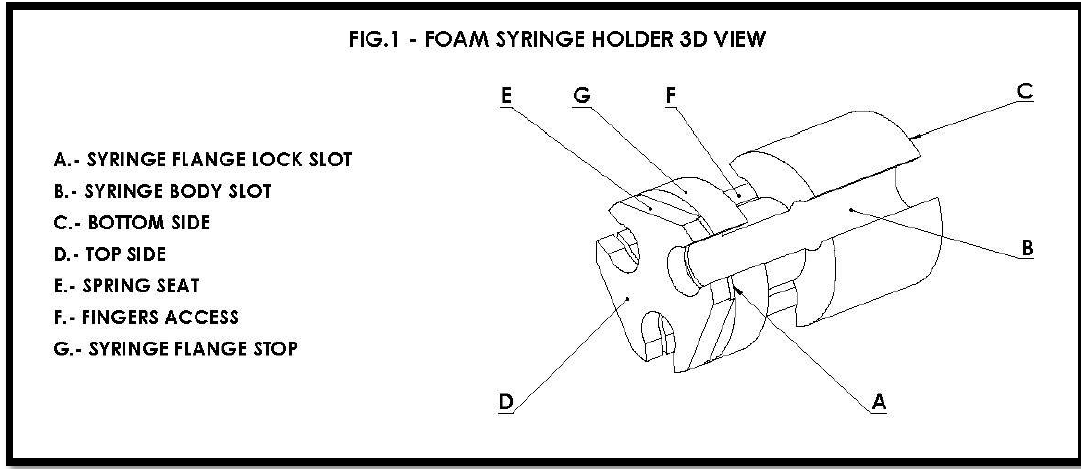 FIG.1 - FOAM SYRINGE HOLDER 3D VIEW
E G F C
A.- SYRINGE FLANGE LOCK SLOT
B.- SYRINGE BODY SLOT
C.- BOTTOM SIDE
D.- TOP SIDE
E.- SPRING SEAT
F.- FINGERS ACCESS
G.- SYRINGE FLANGE STOP
B
D A